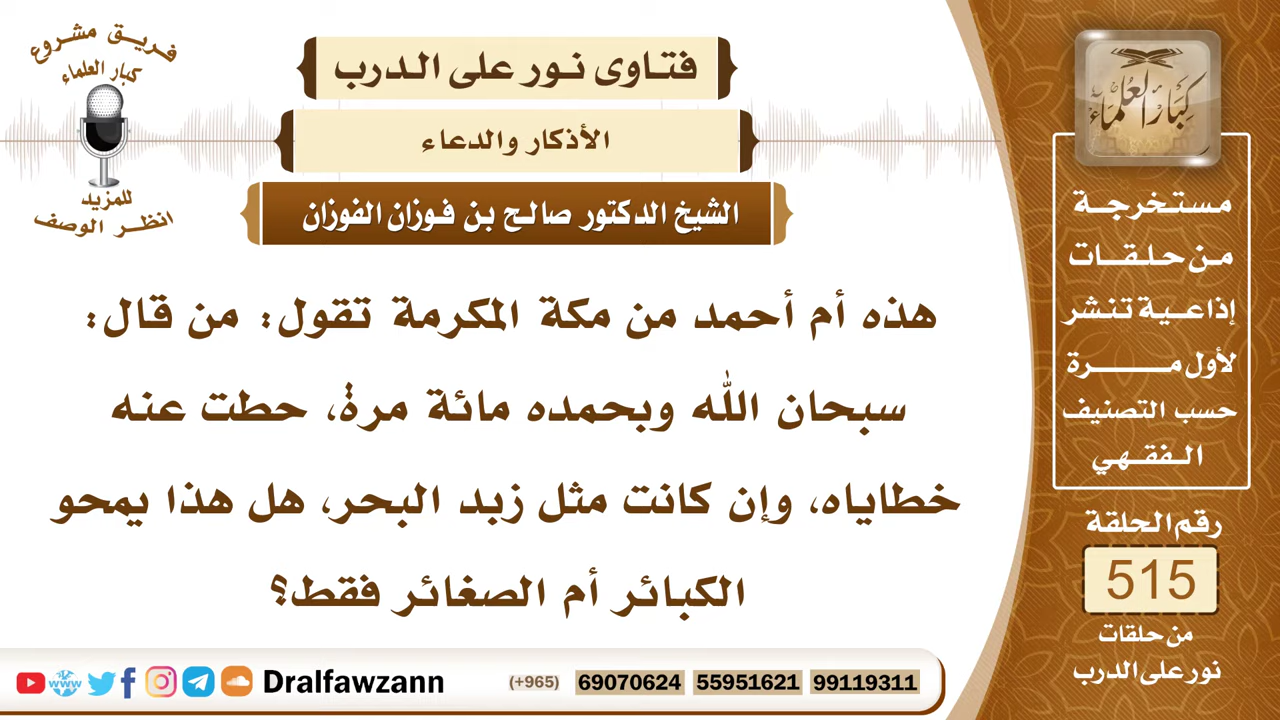 فريق مشروع
كبار العلماء
للمزيد
انظر الوصف
فتاوى نور على الدرب
الأذكار والدعاء
الشيخ الدكتور صالح بن فوزان الفوزان
هذه أم أحمد من مكة المكرمة تقول: من قال:
سبحان الله وبحمده مائة مرة، حطت عنه
خطاياه، وإن كانت مثل زبد البحر، هل هذا يمحو
الكبائر أم الصغائر فقط؟
كبار العلماء
مستخرجة
من حلقات
إذاعية تنشر
لأول مرة
حسب التصنيف
الفقهي
رقم الحلقة
515
من حلقات
نور على الدرب
Dralfawzann (+965) 69070624 55951621 99119311